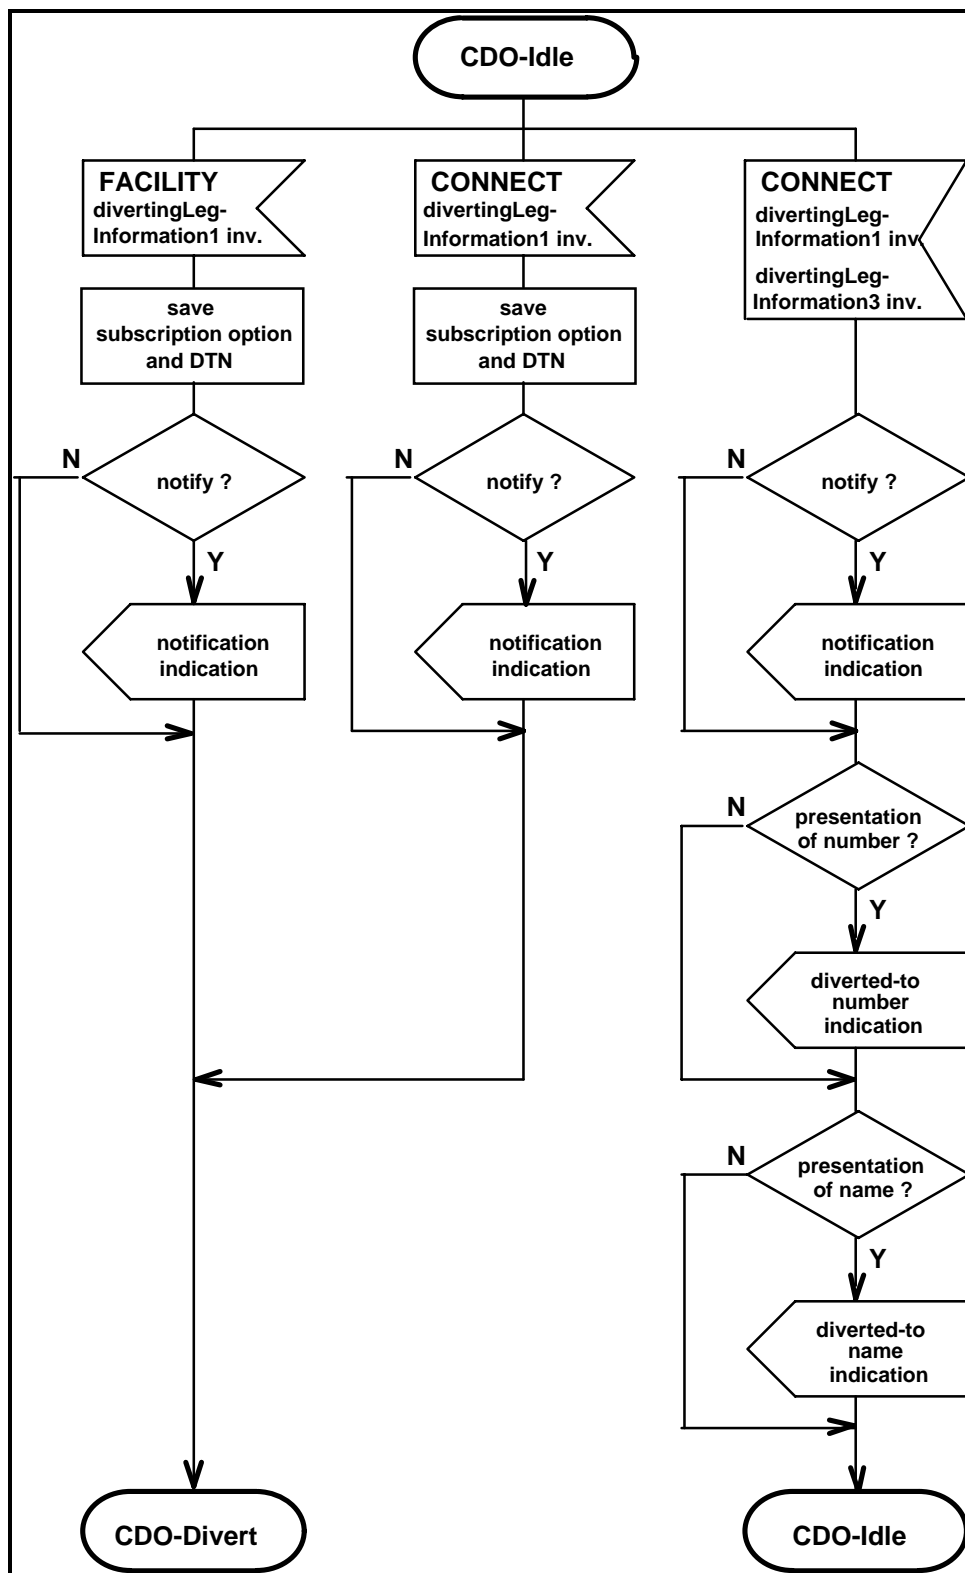 CDO-Idle
FACILITY
divertingLeg-
Information1 inv.
CONNECT
divertingLeg-
Information1 inv.
CONNECT
divertingLeg-
Information1 inv.
divertingLeg-
Information3 inv.
save
subscription option
and DTN
save
subscription option
and DTN
N
notify ?
Y
N
notify ?
Y
N
notify ?
Y
notification
indication
notification
indication
notification
indication
N
presentation
of number ?
Y
diverted-to
number
indication
N
presentation
of name ?
Y
diverted-to
name
indication
CDO-Divert
CDO-Idle